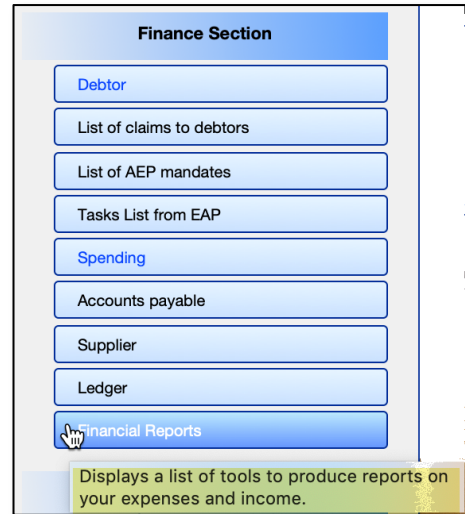 Finance Section
Debtor
List of claims to debtors
List of AEP mandates
Tasks List from EAP
Spending
Accounts payable
Supplier
Ledger
Financial Reports
Displays a list of tools to produce reports on
your expenses and income.